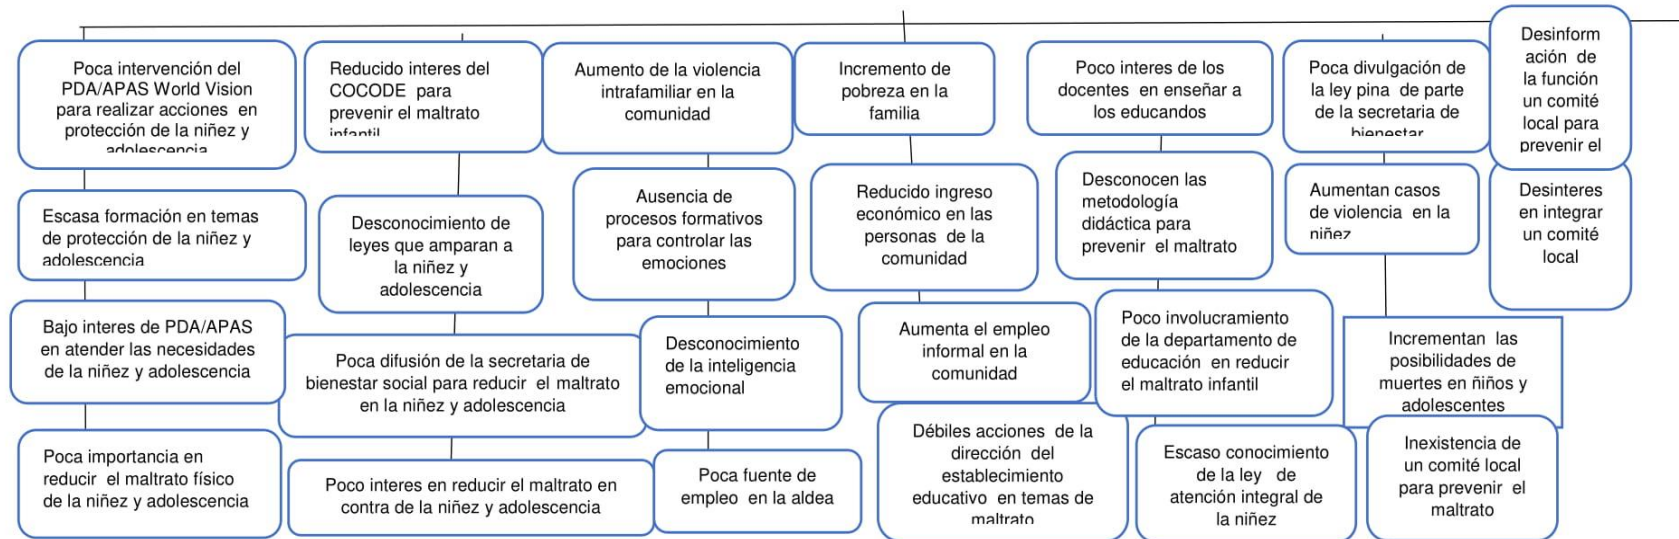 Poca intervención del
PDA/APAS World Vision
para realizar acciones en
protección de la niñez y
adolescencia
Escasa formación en temas
de protección de la niñez y
adolescencia
Bajo interes de PDA/APAS
en atender las necesidades
de la niñez y adolescencia
Poca importancia en
reducir el maltrato físico
de la niñez y adolescencia
Reducido interes del
COCODE para
prevenir el maltrato
infantil
Desconocimiento de
leyes que amparan a
la niñez y
adolescencia
Poca difusión de la secretaria de
bienestar social para reducir el maltrato
en la niñez y adolescencia
Poco interes en reducir el maltrato en
contra de la niñez y adolescencia
Aumento de la violencia
intrafamiliar en la
comunidad
Ausencia de
procesos formativos
para controlar las
emociones
Desconocimiento
de la inteligencia
emocional
Poca fuente de
empleo en la aldea
Incremento de
pobreza en la
familia
Reducido ingreso
económico en las
personas de la
comunidad
Aumenta el empleo
informal en la
comunidad
Débiles acciones de la
dirección del
establecimiento
educativo en temas de
maltrato
Poco interes de los
docentes en enseñar a
los educandos
Desconocen las
metodología
didáctica para
prevenir el maltrato
Poco involucramiento
de la departamento de
educación en reducir
el maltrato infantil
Escaso conocimiento
de la ley de
atención integral de
la niñez
Poca divulgación de
la ley pina de parte
de la secretaria de
bienestar
Aumentan casos
de violencia en la
niñez
Incrementan las
posibilidades de
muertes en ñiños y
adolescentes
Inexistencia de
un comité local
para prevenir el
maltrato
Desinform
ación de
la función
un comité
local para
prevenir el
Desinteres
en integrar
un comité
local